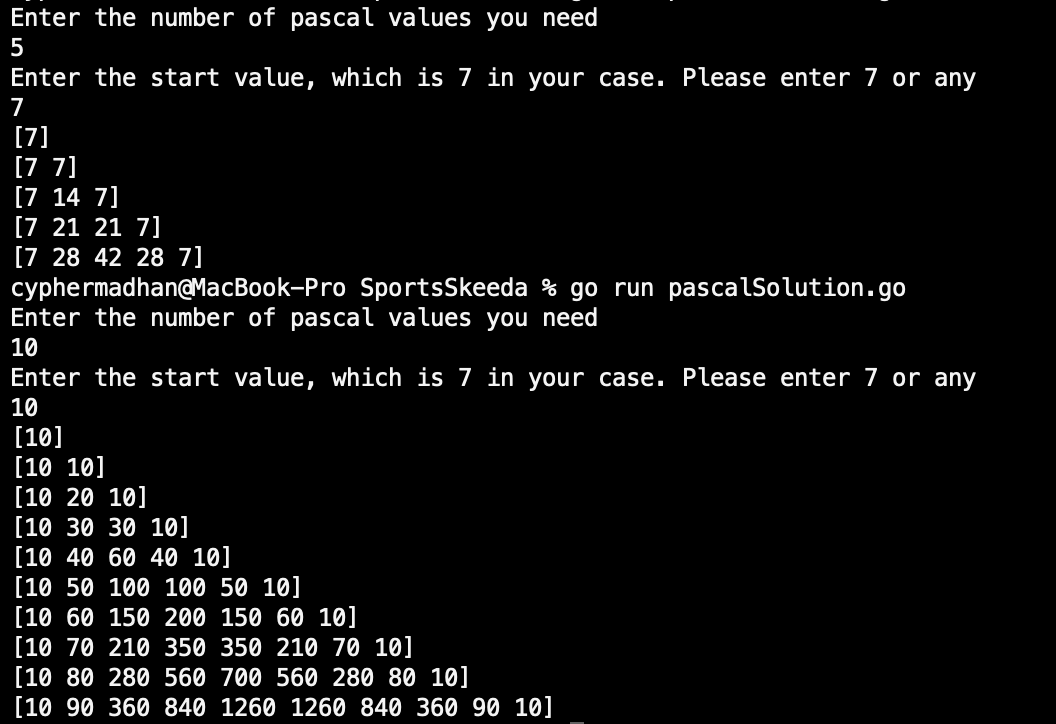 Enter the number of pascal values you need
5
Enter the start value, which is 7 in your case. Please enter 7 or any
7
[7]
[7 7]
[7 14 7]
[7 21 21 7]
[7 28 42 28 7]
cyphermadhan@MacBook-Pro SportsSkeeda % go run pascalSolution.go
Enter the number of pascal values you need
10
Enter the start value, which is 7 in your case. Please enter 7 or any
10
[10]
[10 10]
[10 20 10]
[10 30 30 10]
[10 40 60 40 10]
[10 50 100 100 50 10]
[10 60 150 200 150 60 10]
[10 70 210 350 350 210 70 10]
[10 80 280 560 700 560 280 80 10]
[10 90 360 840 1260 1260 840 360 90 10]